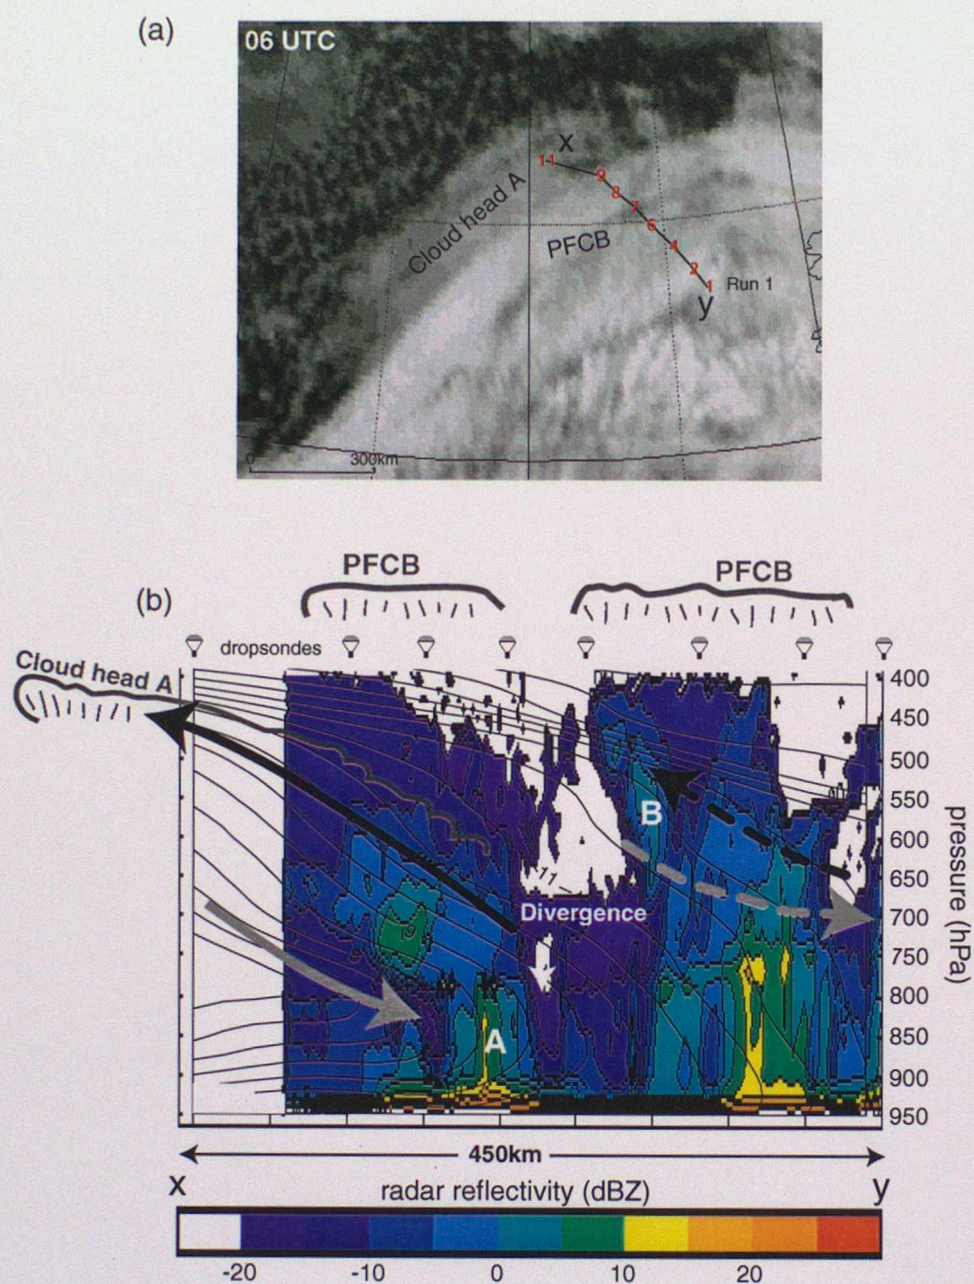 (a)
06 UTC
x
11
9
8
7
6
4
2
1
Cloud head A
PFCB
Run 1
y
0
300km
PFCB
PFCB
(b)
dropsondes
Cloud head A
400
450
500
550
600
650
700
750
800
850
900
950
pressure (hPa)
B
Divergence
A
450km
x
y
radar reflectivity (dBZ)
-20 -10 0 10 20